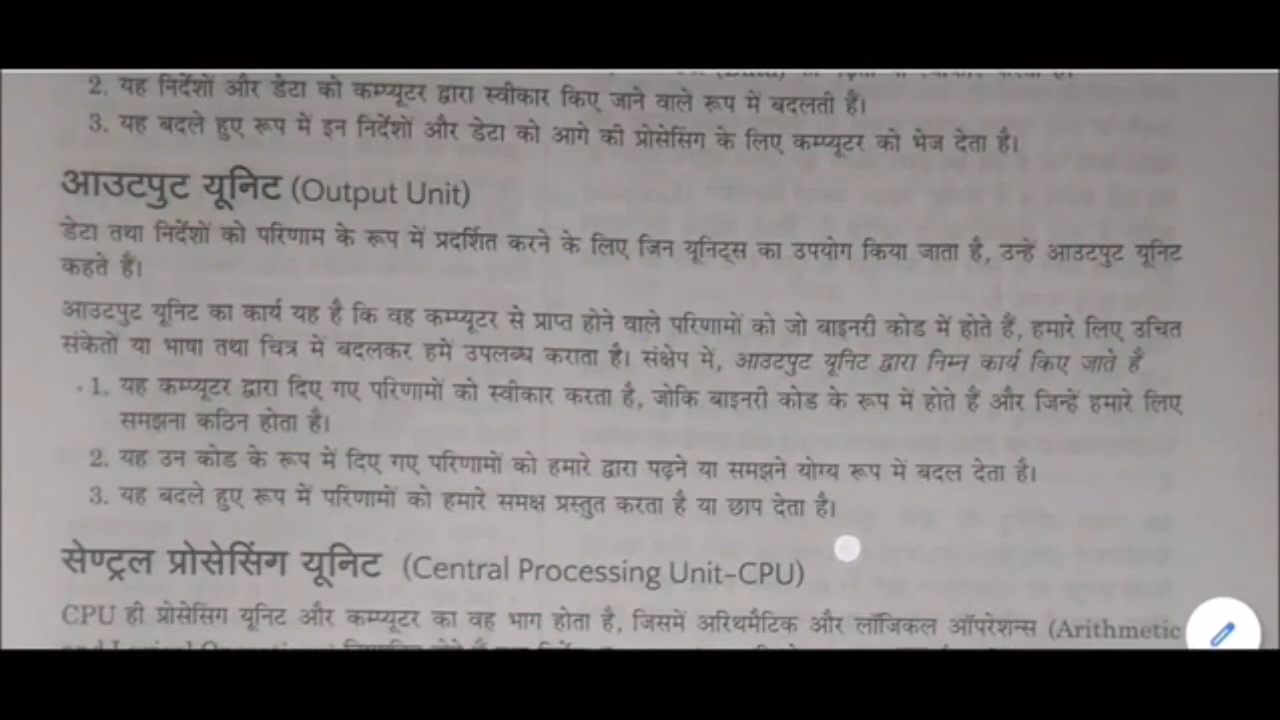 2. यह निर्देशों और डेटा को कम्प्यूटर द्वारा स्वीकार किए जाने वाले रूप में बदलती है।
3. यह बदले हुए रूप में इन निर्देशों और डेटा को आगे की प्रोसेसिंग के लिए कम्प्यूटर को भेज देता है।
आउटपुट यूनिट (Output Unit)
डेटा तथा निर्देशों को परिणाम के रूप में प्रदर्शित करने के लिए जिन यूनिट्स का उपयोग किया जाता है, उन्हें आउटपुट यूनिट
कहते हैं।
आउटपुट यूनिट का कार्य यह है कि वह कम्प्यूटर से प्राप्त होने वाले परिणामों को जो बाइनरी कोड में होते हैं, हमारे लिए उचित
संकेतों या भाषा तथा चित्र में बदलकर हमें उपलब्ध कराता है। संक्षेप में, आउटपुट यूनिट द्वारा निम्न कार्य किए जाते हैं
1. यह कम्प्यूटर द्वारा दिए गए परिणामों को स्वीकार करता है, जोकि बाइनरी कोड के रूप में होते हैं और जिन्हें हमारे लिए
समझना कठिन होता है।
2. यह उन कोड के रूप में दिए गए परिणामों को हमारे द्वारा पढ़ने या समझने योग्य रूप में बदल देता है।
3. यह बदले हुए रूप में परिणामों को हमारे समक्ष प्रस्तुत करता है या छाप देता है।
सेण्ट्रल प्रोसेसिंग यूनिट (Central Processing Unit–CPU)
CPU ही प्रोसेसिंग यूनिट और कम्प्यूटर का वह भाग होता है, जिसमें अरिथमैटिक और लॉजिकल ऑपरेशन्स (Arithmetic